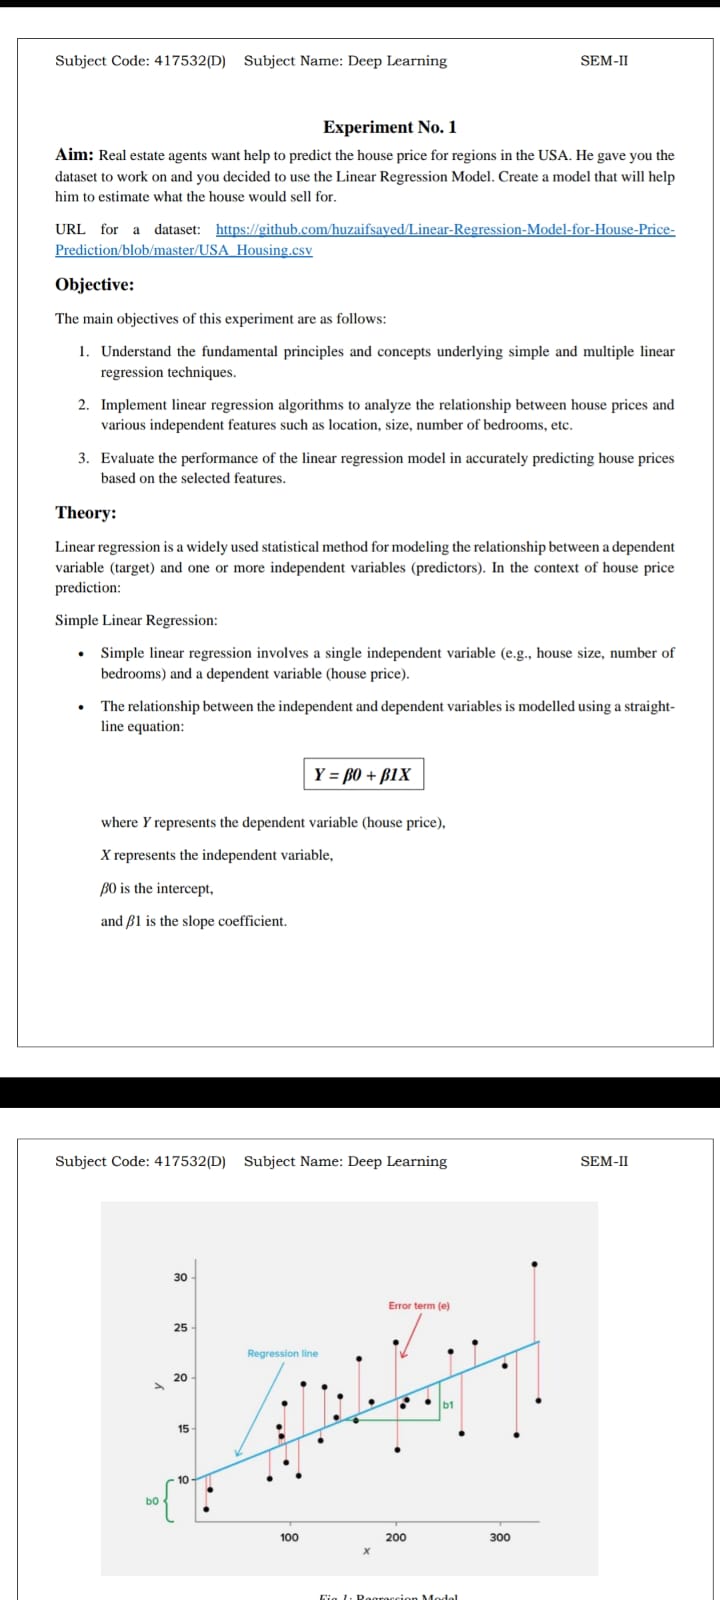 Subject Code: 417532(D) Subject Name: Deep Learning SEM-II
Experiment No. 1
Aim: Real estate agents want help to predict the house price for regions in the USA. He gave you the
dataset to work on and you decided to use the Linear Regression Model. Create a model that will help
him to estimate what the house would sell for.
URL for a dataset: https://github.com/huzaifsayed/Linear-Regression-Model-for-House-Price-
Prediction/blob/master/USA_Housing.csv
Objective:
The main objectives of this experiment are as follows:
1. Understand the fundamental principles and concepts underlying simple and multiple linear
regression techniques.
2. Implement linear regression algorithms to analyze the relationship between house prices and
various independent features such as location, size, number of bedrooms, etc.
3. Evaluate the performance of the linear regression model in accurately predicting house prices
based on the selected features.
Theory:
Linear regression is a widely used statistical method for modeling the relationship between a dependent
variable (target) and one or more independent variables (predictors). In the context of house price
prediction:
Simple Linear Regression:
• Simple linear regression involves a single independent variable (e.g., house size, number of
bedrooms) and a dependent variable (house price).
• The relationship between the independent and dependent variables is modelled using a straight-
line equation:
Y = β0 + β1X
where Y represents the dependent variable (house price),
X represents the independent variable,
β0 is the intercept,
and β1 is the slope coefficient.
Subject Code: 417532(D) Subject Name: Deep Learning SEM-II
30
Error term (e)
25
Regression line
20
y
b1
15
10
b0
100 200 300
x
Fig 1: Regression Model